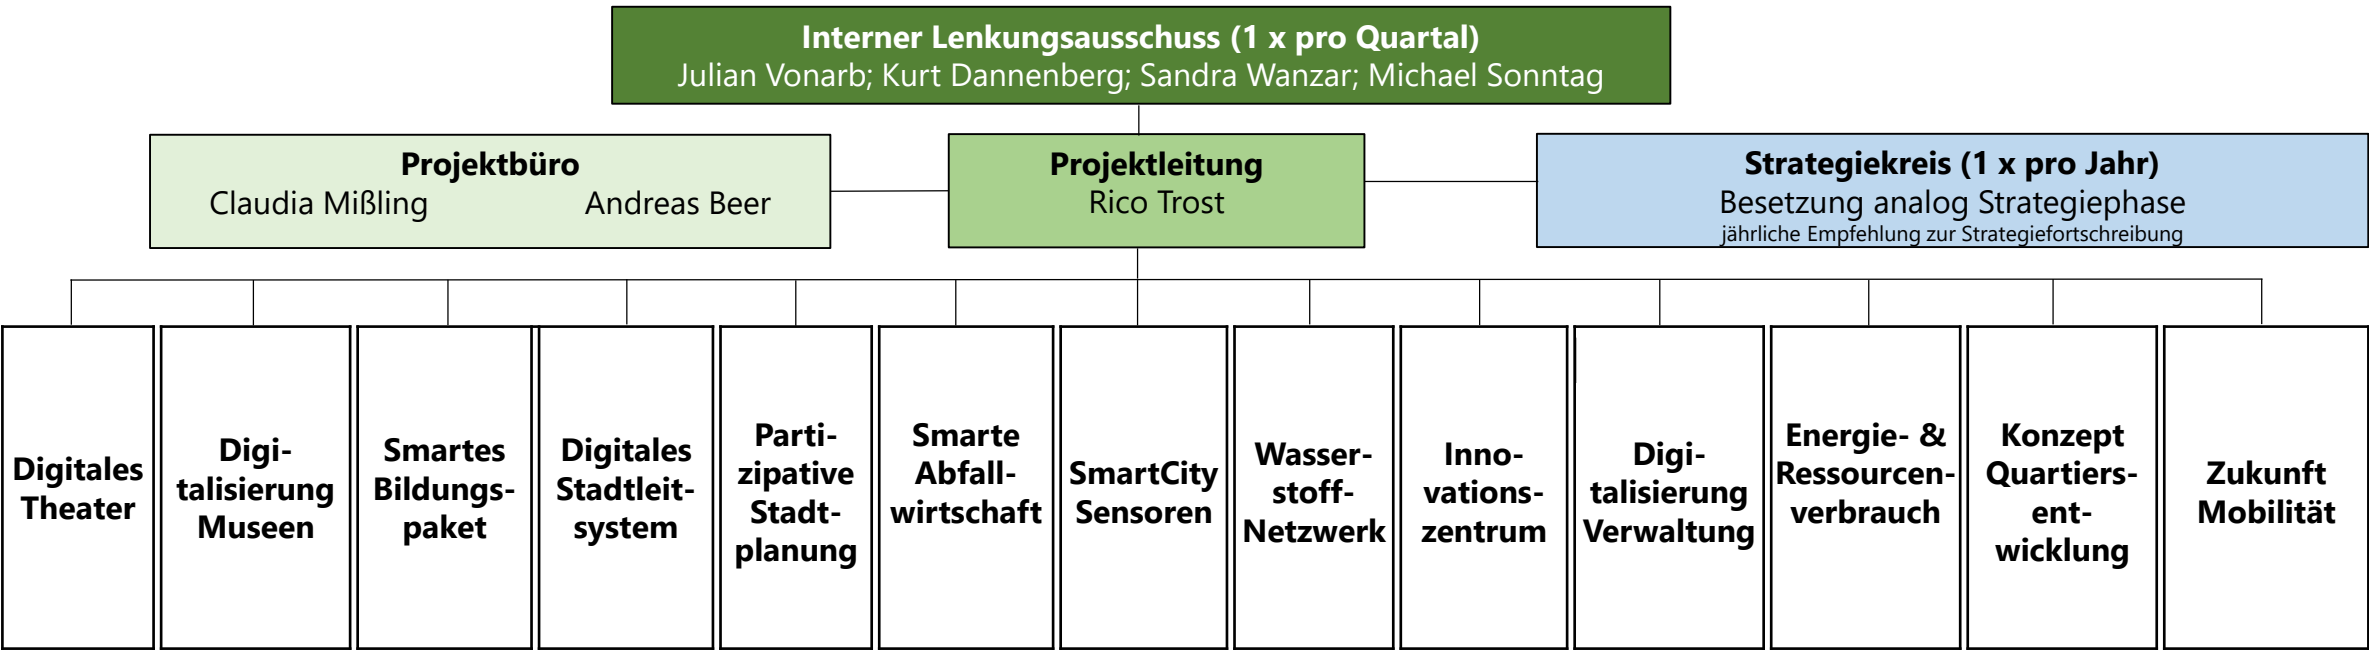 Interner Lenkungsausschuss (1 x pro Quartal)
Julian Vonarb; Kurt Dannenberg; Sandra Wanzar; Michael Sonntag
Projektbüro
Claudia Mißling Andreas Beer
Projektleitung
Rico Trost
Strategiekreis (1 x pro Jahr)
Besetzung analog Strategiephase
jährliche Empfehlung zur Strategiefortschreibung
Digitales
Theater
Digi-
talisierung
Museen
Smartes
Bildungs-
paket
Digitales
Stadtleit-
system
Parti-
zipative
Stadt-
planung
Smarte
Abfall-
wirtschaft
SmartCity
Sensoren
Wasser-
stoff-
Netzwerk
Inno-
vations-
zentrum
Digi-
talisierung
Verwaltung
Energie- &
Ressourcen-
verbrauch
Konzept
Quartiers-
ent-
wicklung
Zukunft
Mobilität